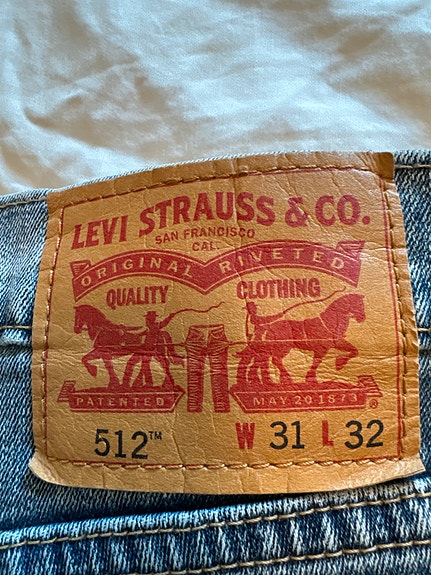 LEVI STRAUSS & CO.
SAN FRANCISCO
CAL.
ORIGINAL RIVETED
QUALITY CLOTHING
PATENTED MAY 20 1873 ®
512™ W 31 L 32